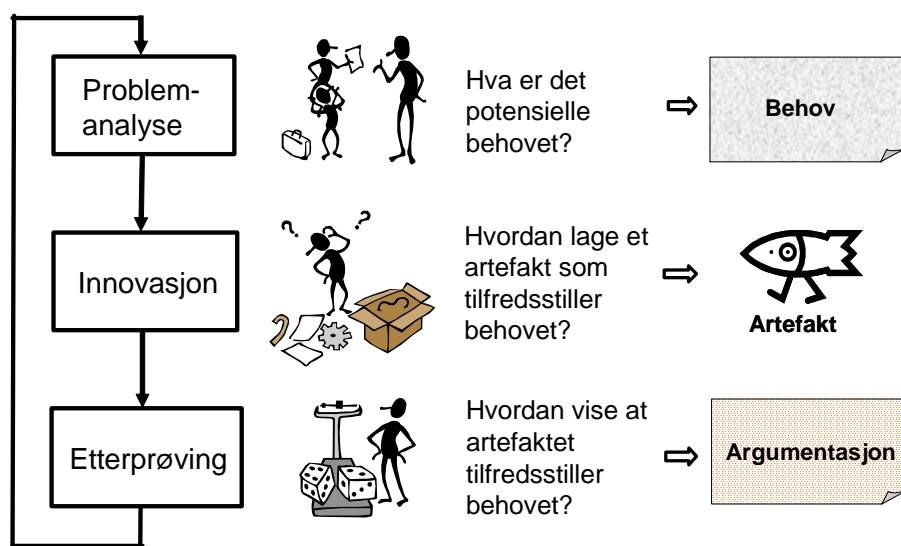 Problem-
analyse
Hva er det
potensielle
behovet?
Behov
Innovasjon
? ?
Hvordan lage et
artefakt som
tilfredsstiller
behovet?
Artefakt
Etterprøving
Hvordan vise at
artefaktet
tilfredsstiller
behovet?
Argumentasjon